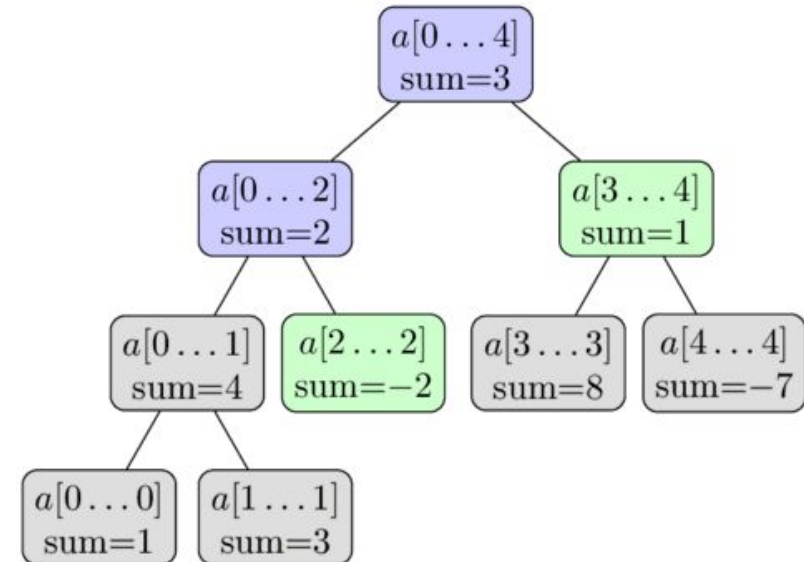 a[0…4]
sum=3
a[0…2]
sum=2
a[3…4]
sum=1
a[0…1]
sum=4
a[2…2]
sum=−2
a[3…3]
sum=8
a[4…4]
sum=−7
a[0…0]
sum=1
a[1…1]
sum=3